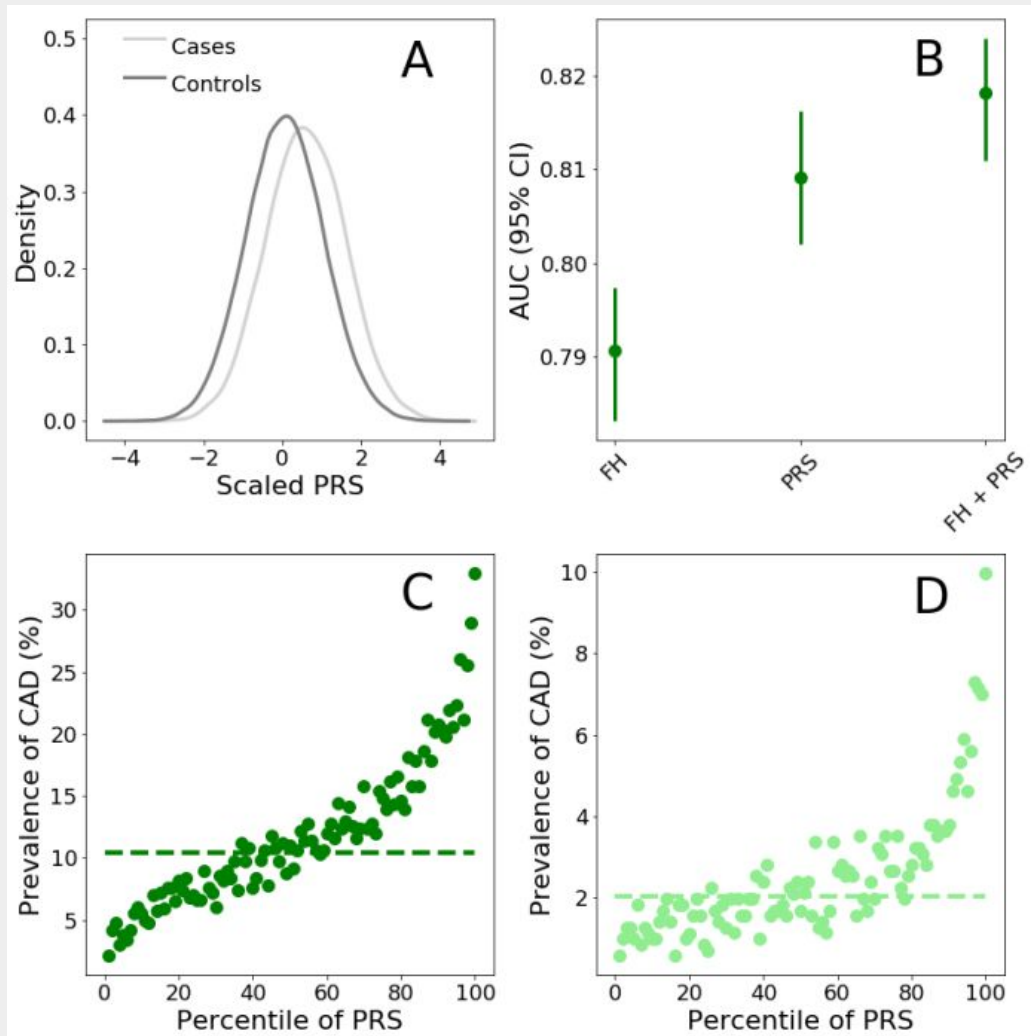 A
Cases
Controls
0.5
0.4
0.3
0.2
0.1
0.0
Density
−4 −2 0 2 4
Scaled PRS
B
0.82
0.81
0.80
0.79
AUC (95% CI)
FH
PRS
FH + PRS
C
30
25
20
15
10
5
Prevalence of CAD (%)
0 20 40 60 80 100
Percentile of PRS
D
10
8
6
4
2
Prevalence of CAD (%)
0 20 40 60 80 100
Percentile of PRS